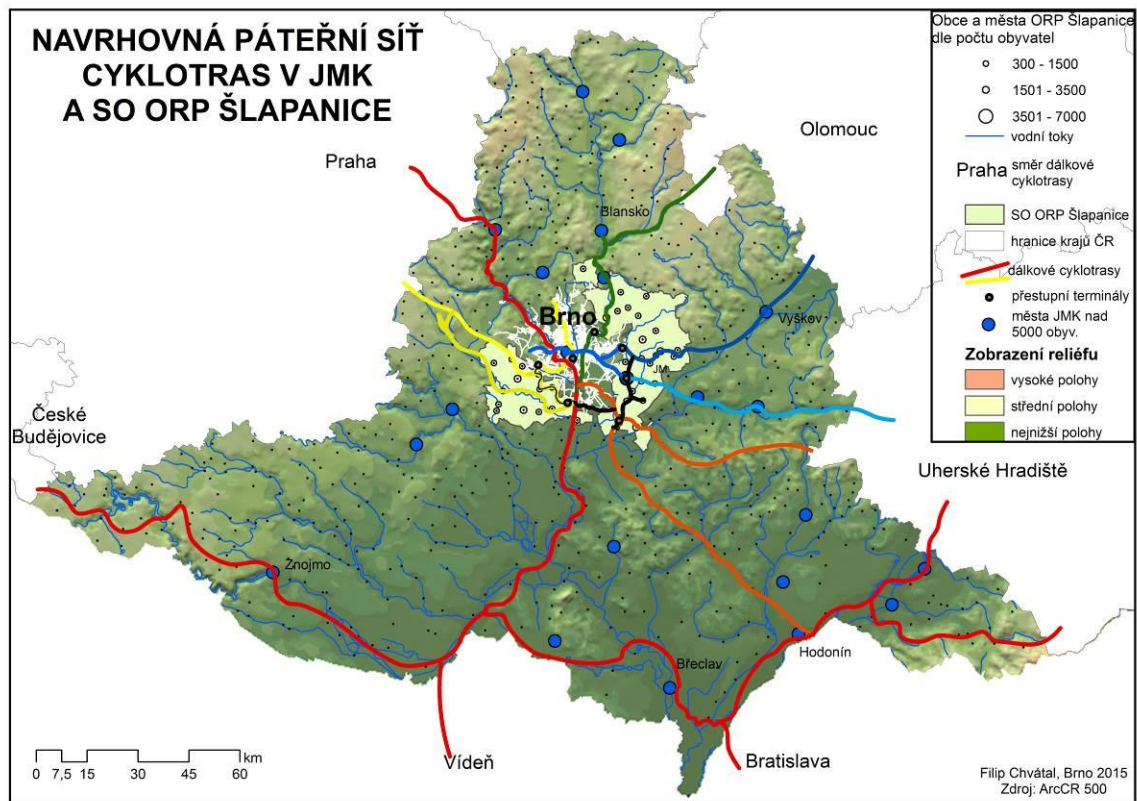 NAVRHOVNÁ PÁTEŘNÍ SÍŤ
CYKLOTRAS V JMK
A SO ORP ŠLAPANICE
Praha
Olomouc
Blansko
Brno
Vyškov
JM
České
Budějovice
Uherské Hradiště
Znojmo
Hodonín
Břeclav
Vídeň
Bratislava
0 7,5 15 30 45 60
km
Obce a města ORP Šlapanice
dle počtu obyvatel
300 - 1500
1501 - 3500
3501 - 7000
vodní toky
Praha směr dálkové
cyklotrasy
SO ORP Šlapanice
hranice krajů ČR
dálkové cyklotrasy
přestupní terminály
města JMK nad
5000 obyv.
Zobrazení reliéfu
vysoké polohy
střední polohy
nejnižší polohy
Filip Chvátal, Brno 2015
Zdroj: ArcCR 500